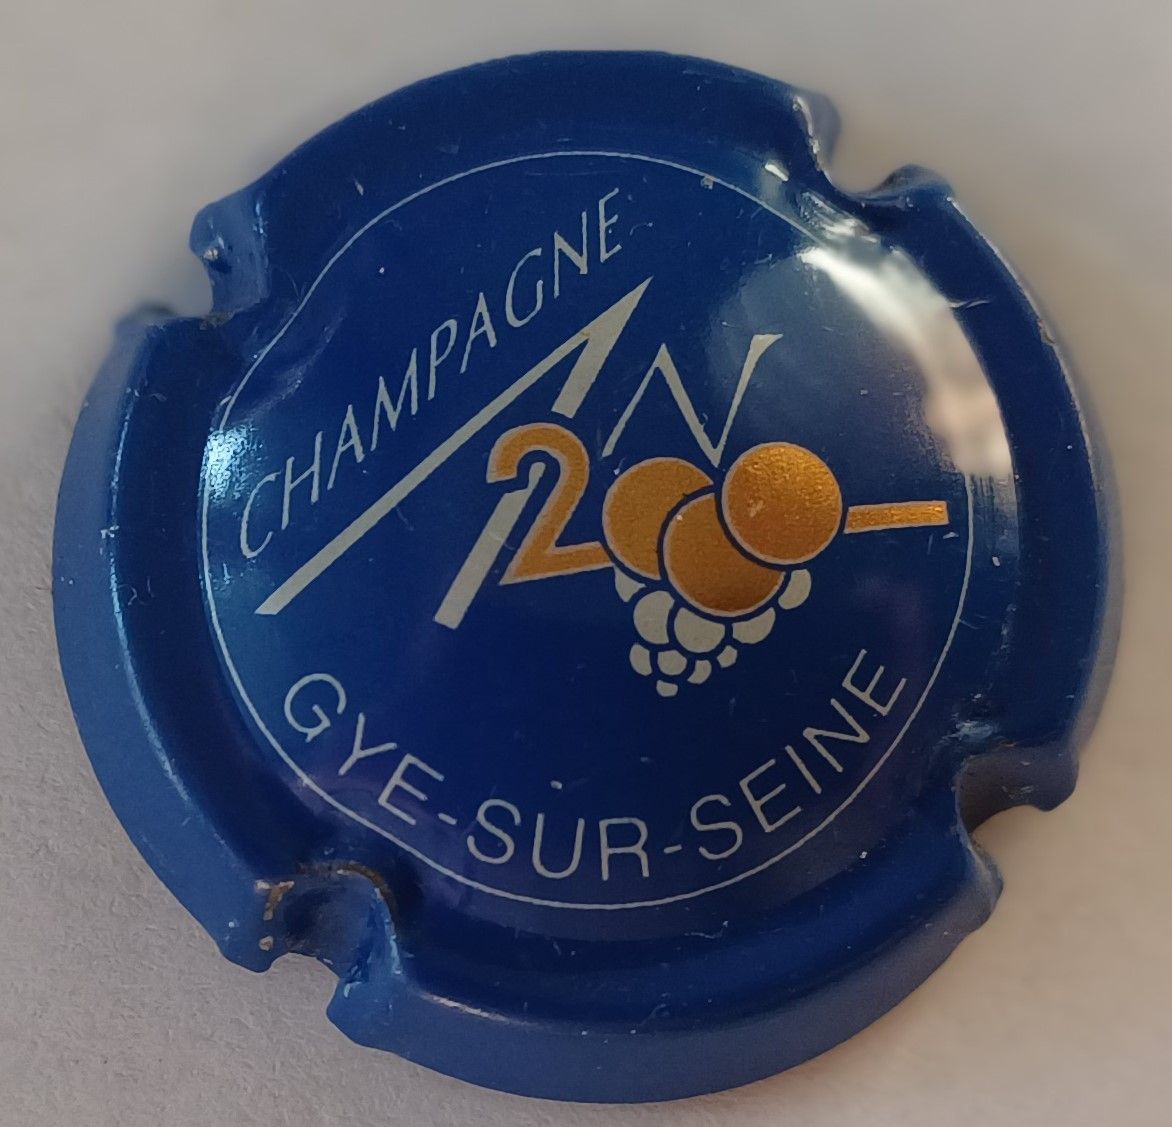 CHAMPAGNE
AN
2000
GYE-SUR-SEINE